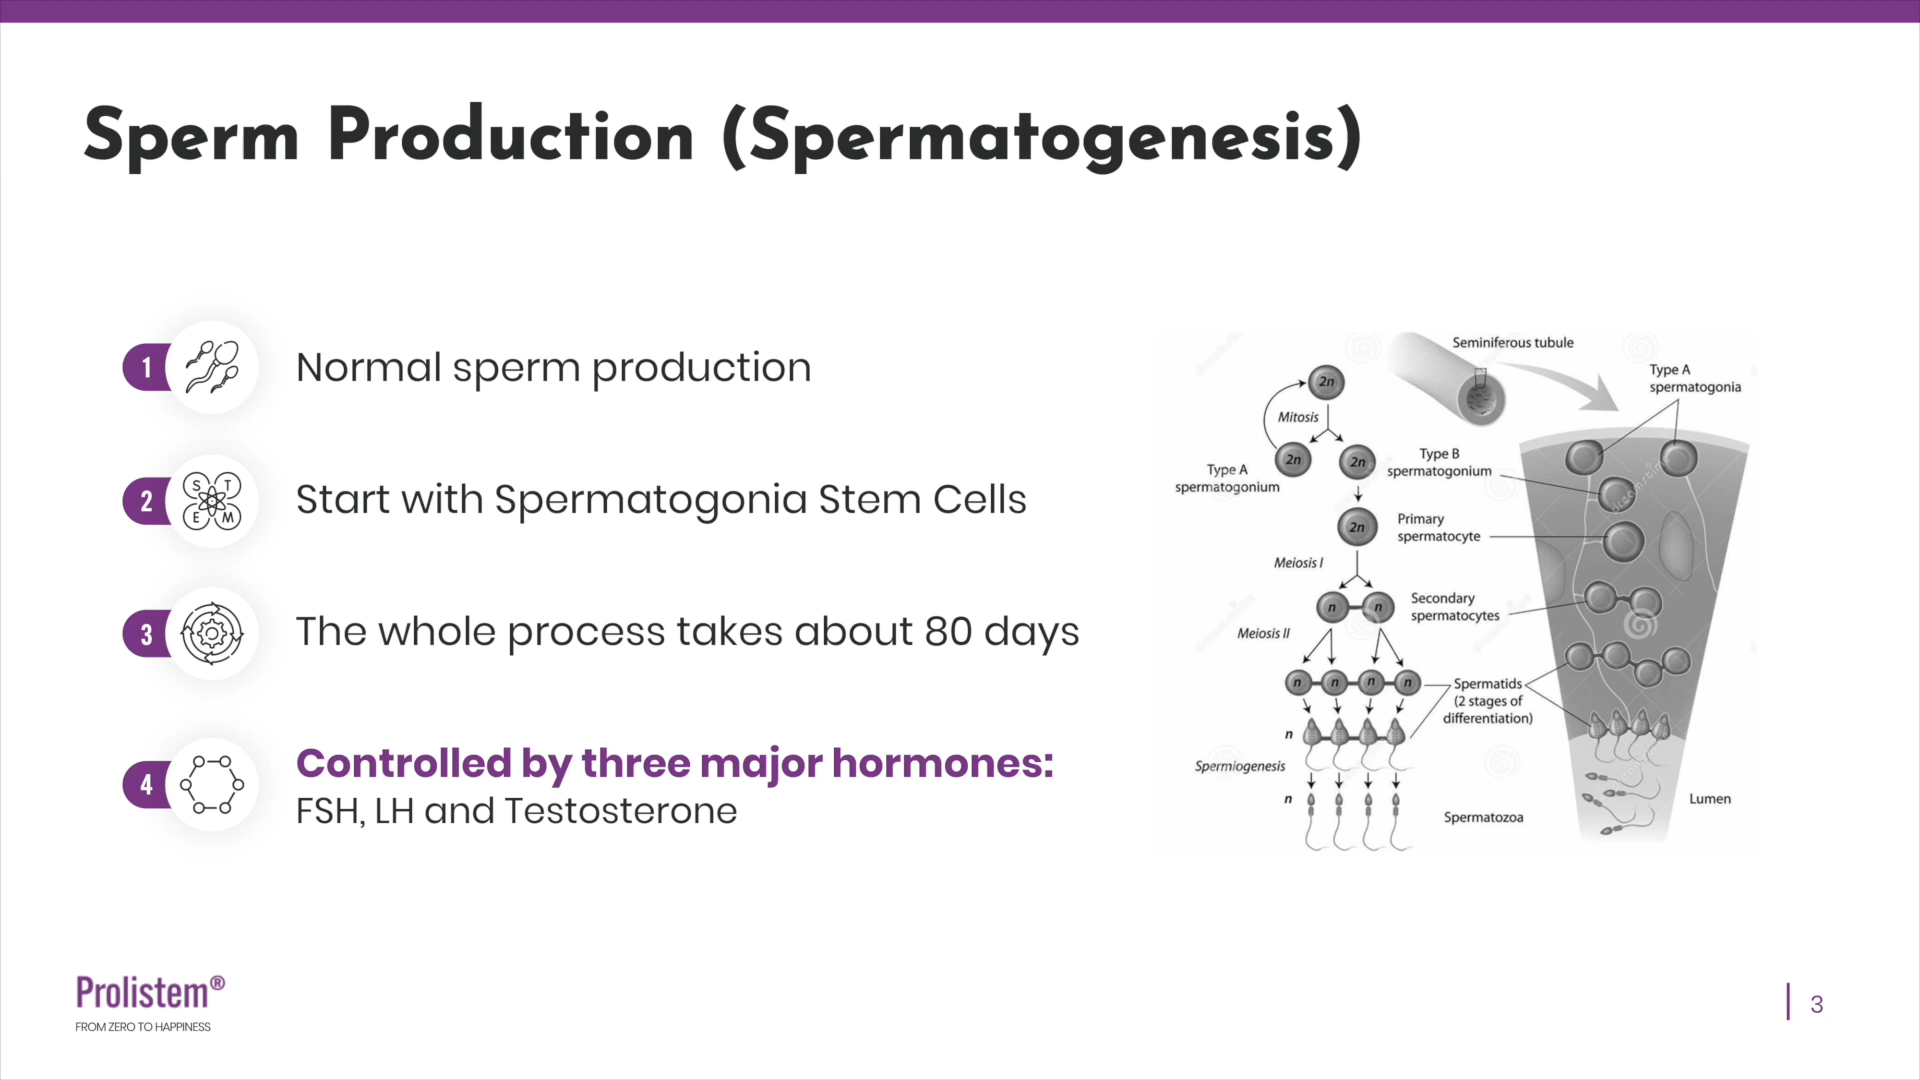 Sperm Production (Spermatogenesis)
1
Normal sperm production
2
S T
E M
Start with Spermatogonia Stem Cells
3
The whole process takes about 80 days
4
Controlled by three major hormones:
FSH, LH and Testosterone
Seminiferous tubule
Type A
spermatogonia
2n
Mitosis
2n
2n
Type A
spermatogonium
Type B
spermatogonium
2n
Primary
spermatocyte
Meiosis I
n
n
Secondary
spermatocytes
Meiosis II
n
n
n
n
Spermatids
(2 stages of
differentiation)
n
Spermiogenesis
n
Spermatozoa
Lumen
Prolistem®
FROM ZERO TO HAPPINESS
3